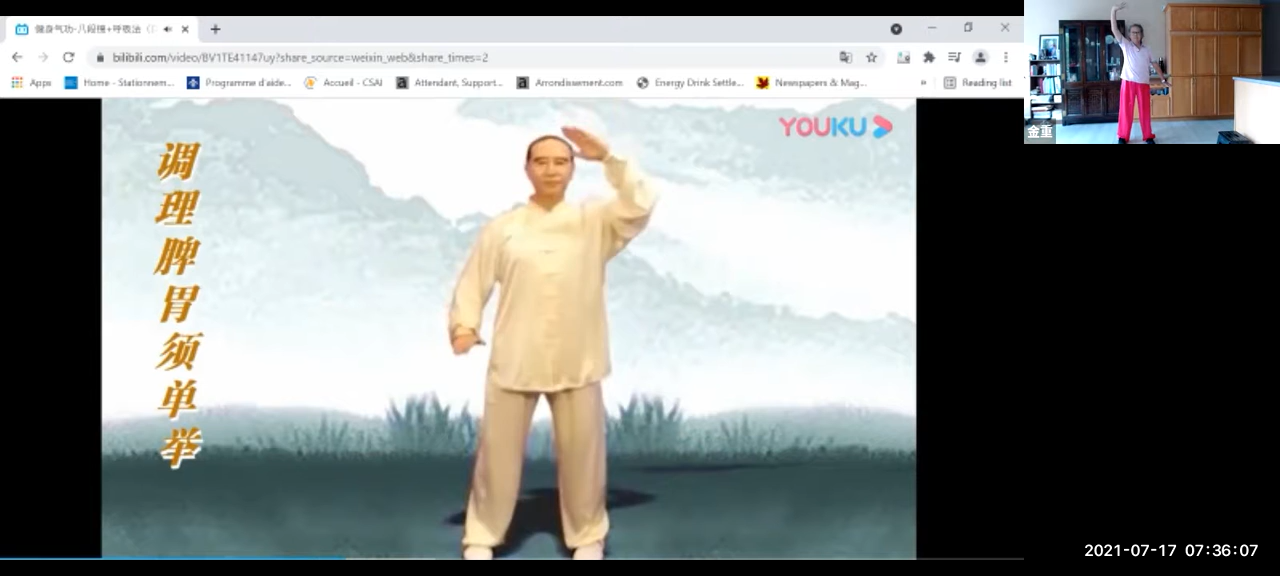 健身气功-八段锦+呼吸法
bilibili.com/video/BV1TE41147uy?share_source=weixin_web&share_times=2
Apps
Home - Stationnem...
Programme d'aide...
Accueil - CSAI
Attendant, Support...
Arrondissement.com
Energy Drink Settle...
Newspapers & Mag...
»
Reading list
YOUKU
调理脾胃须单举
金重
2021-07-17 07:36:07